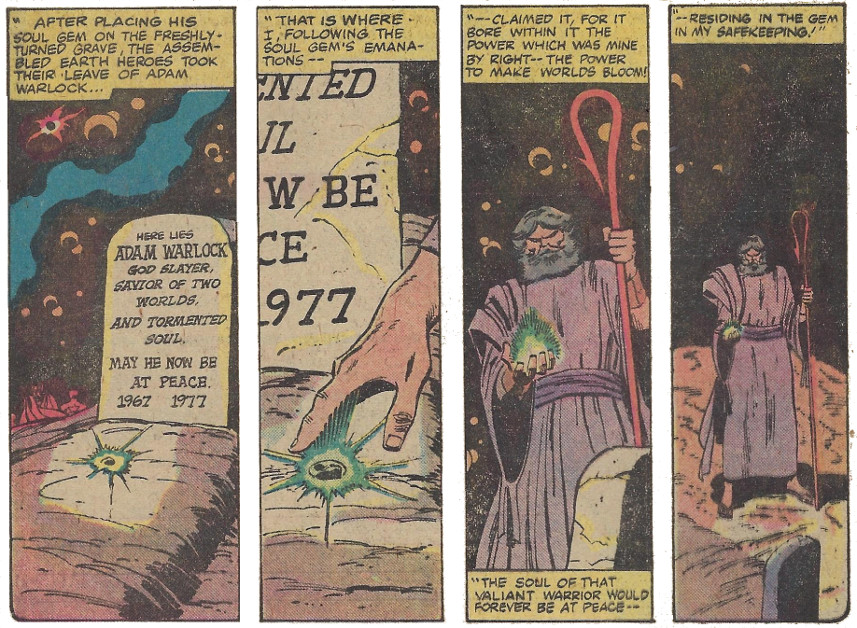 " AFTER PLACING HIS
SOUL GEM ON THE FRESHLY-
TURNED GRAVE, THE ASSEM-
BLED EARTH HEROES TOOK
THEIR LEAVE OF ADAM
WARLOCK...
HERE LIES
ADAM WARLOCK
GOD SLAYER,
SAVIOR OF TWO
WORLDS,
AND TORMENTED
SOUL.
MAY HE NOW BE
AT PEACE.
1967 1977
"THAT IS WHERE
I, FOLLOWING THE
SOUL GEM'S EMANA-
TIONS--
ENTED
IL
W BE
CE
1977
"--CLAIMED IT, FOR IT
BORE WITHIN IT THE
POWER WHICH WAS MINE
BY RIGHT--THE POWER
TO MAKE WORLDS BLOOM!
"THE SOUL OF THAT
VALIANT WARRIOR WOULD
FOREVER BE AT PEACE--
"--RESIDING IN THE GEM
IN MY SAFEKEEPING!"